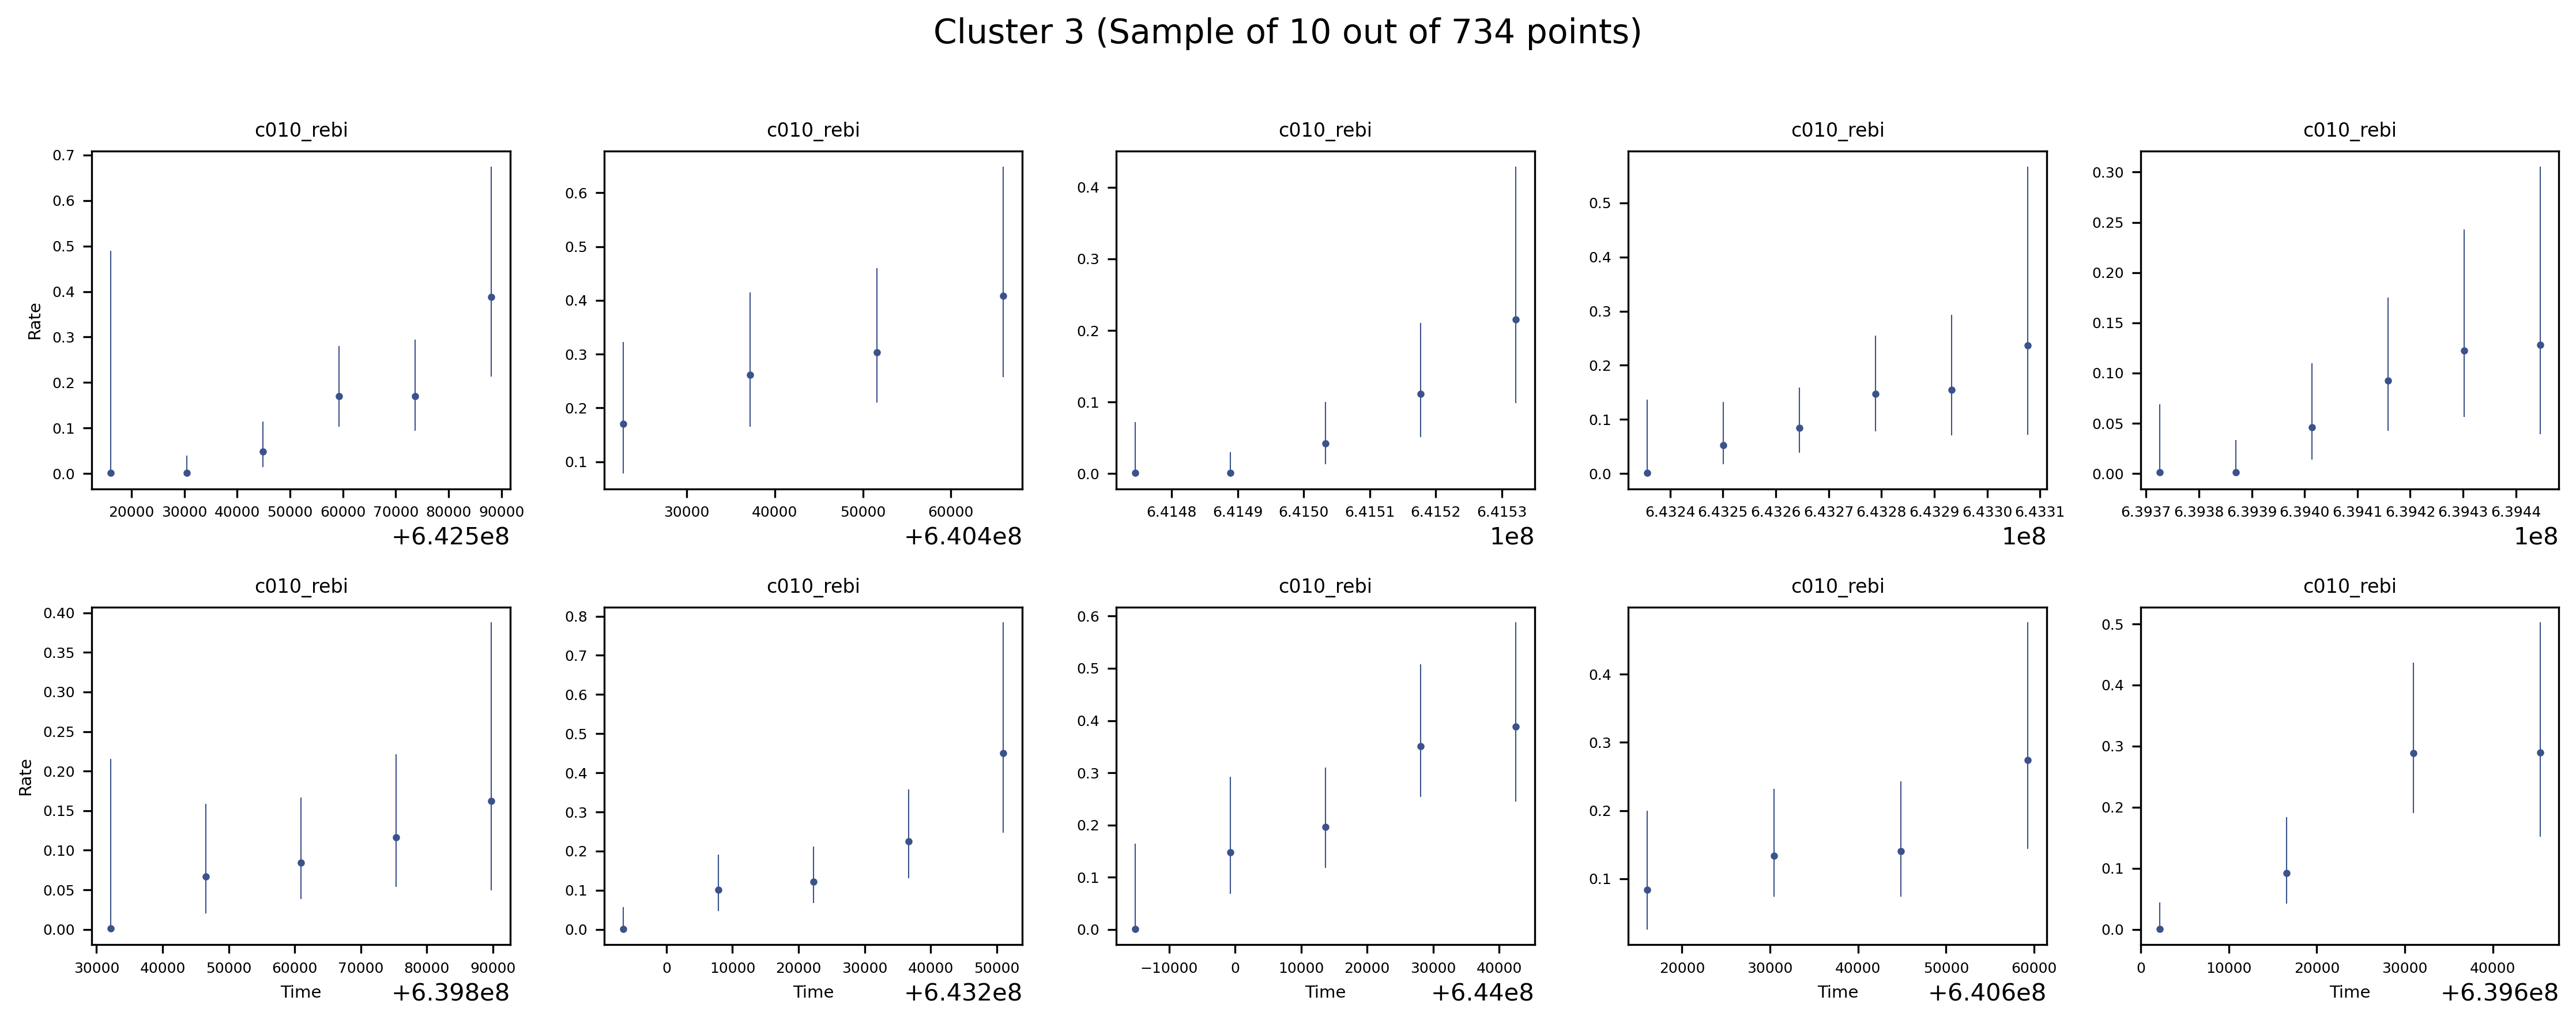 Cluster 3 (Sample of 10 out of 734 points)
c010_rebi c010_rebi c010_rebi c010_rebi c010_rebi
Rate
0.7
0.6
0.5
0.4
0.3
0.2
0.1
0.0
20000 30000 40000 50000 60000 70000 80000 90000
+6.425e8
0.6
0.5
0.4
0.3
0.2
0.1
30000 40000 50000 60000
+6.404e8
0.4
0.3
0.2
0.1
0.0
6.4148 6.4149 6.4150 6.4151 6.4152 6.4153
1e8
0.5
0.4
0.3
0.2
0.1
0.0
6.4324 6.4325 6.4326 6.4327 6.4328 6.4329 6.4330 6.4331
1e8
0.30
0.25
0.20
0.15
0.10
0.05
0.00
6.3937 6.3938 6.3939 6.3940 6.3941 6.3942 6.3943 6.3944
1e8
c010_rebi c010_rebi c010_rebi c010_rebi c010_rebi
Rate
0.40
0.35
0.30
0.25
0.20
0.15
0.10
0.05
0.00
30000 40000 50000 60000 70000 80000 90000
Time +6.398e8
0.8
0.7
0.6
0.5
0.4
0.3
0.2
0.1
0.0
0 10000 20000 30000 40000 50000
Time +6.432e8
0.6
0.5
0.4
0.3
0.2
0.1
0.0
−10000 0 10000 20000 30000 40000
Time +6.44e8
0.4
0.3
0.2
0.1
20000 30000 40000 50000 60000
Time +6.406e8
0.5
0.4
0.3
0.2
0.1
0.0
0 10000 20000 30000 40000
Time +6.396e8